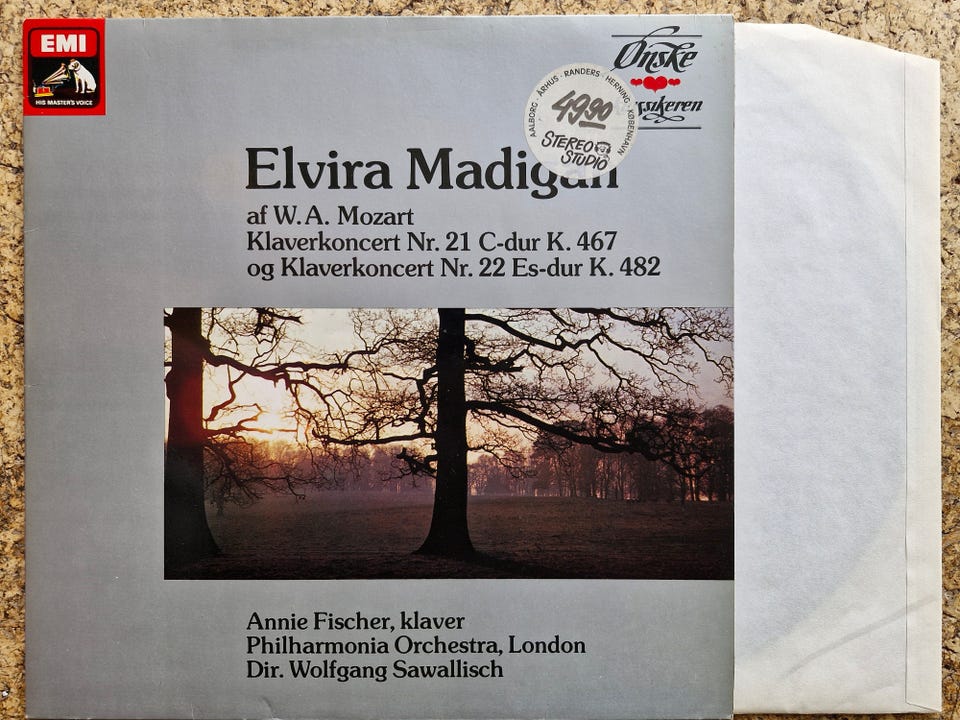 EMI
HIS MASTER'S VOICE
Ønske
AALBORG · ÅRHUS · RANDERS · HERNING · KØBENHAVN
49,90
STEREO
STUDIO
Elvira Madigan
af W.A. Mozart
Klaverkoncert Nr. 21 C-dur K. 467
og Klaverkoncert Nr. 22 Es-dur K. 482
Annie Fischer, klaver
Philharmonia Orchestra, London
Dir. Wolfgang Sawallisch